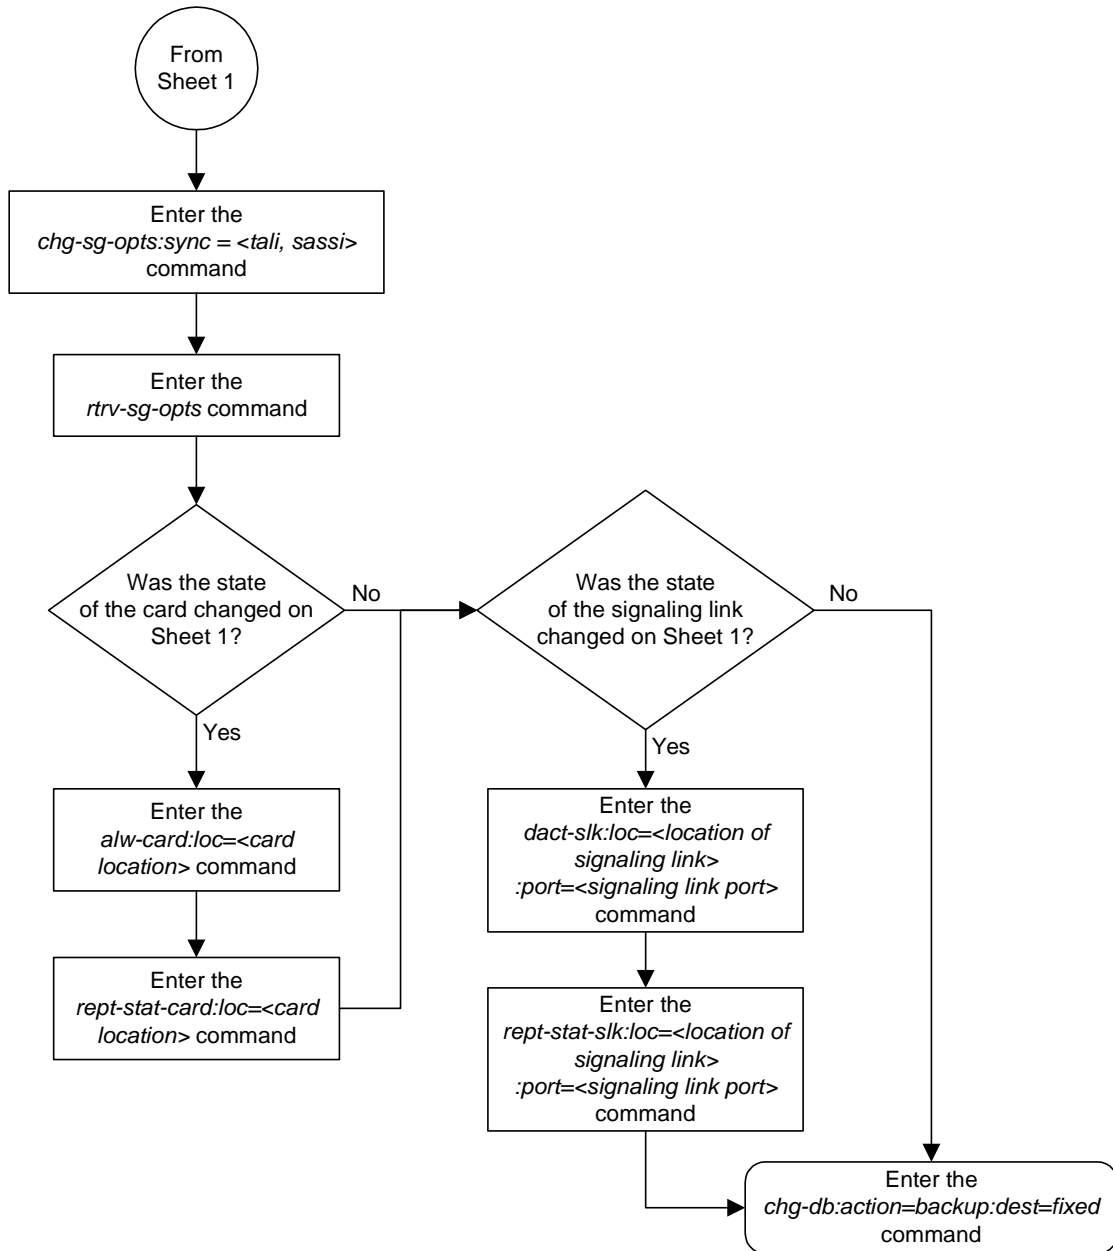 From
Sheet 1
Enter the
chg-sg-opts:sync = <tali, sassi>
command
Enter the
rtrv-sg-opts command
Was the state
of the card changed on
Sheet 1?
No
Yes
Enter the
alw-card:loc=<card
location> command
Enter the
rept-stat-card:loc=<card
location> command
Was the state
of the signaling link
changed on Sheet 1?
No
Yes
Enter the
dact-slk:loc=<location of
signaling link>
:port=<signaling link port>
command
Enter the
rept-stat-slk:loc=<location of
signaling link>
:port=<signaling link port>
command
Enter the
chg-db:action=backup:dest=fixed
command